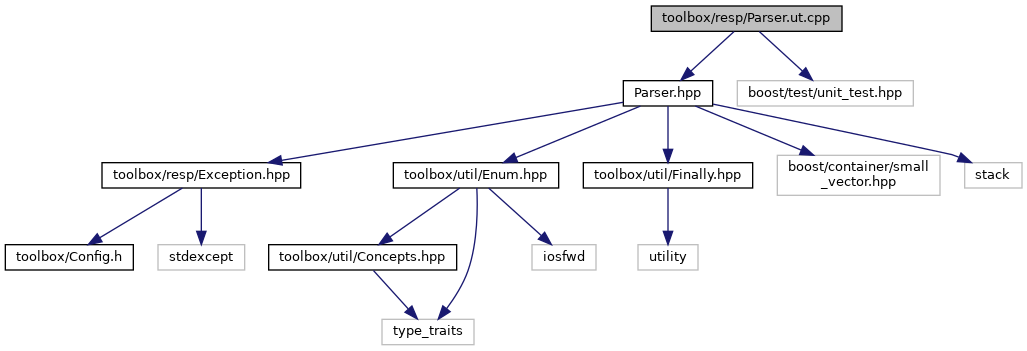 toolbox/resp/Parser.ut.cpp
Parser.hpp
boost/test/unit_test.hpp
toolbox/resp/Exception.hpp
toolbox/util/Enum.hpp
toolbox/util/Finally.hpp
boost/container/small
_vector.hpp
stack
toolbox/Config.h
stdexcept
toolbox/util/Concepts.hpp
iosfwd
utility
type_traits